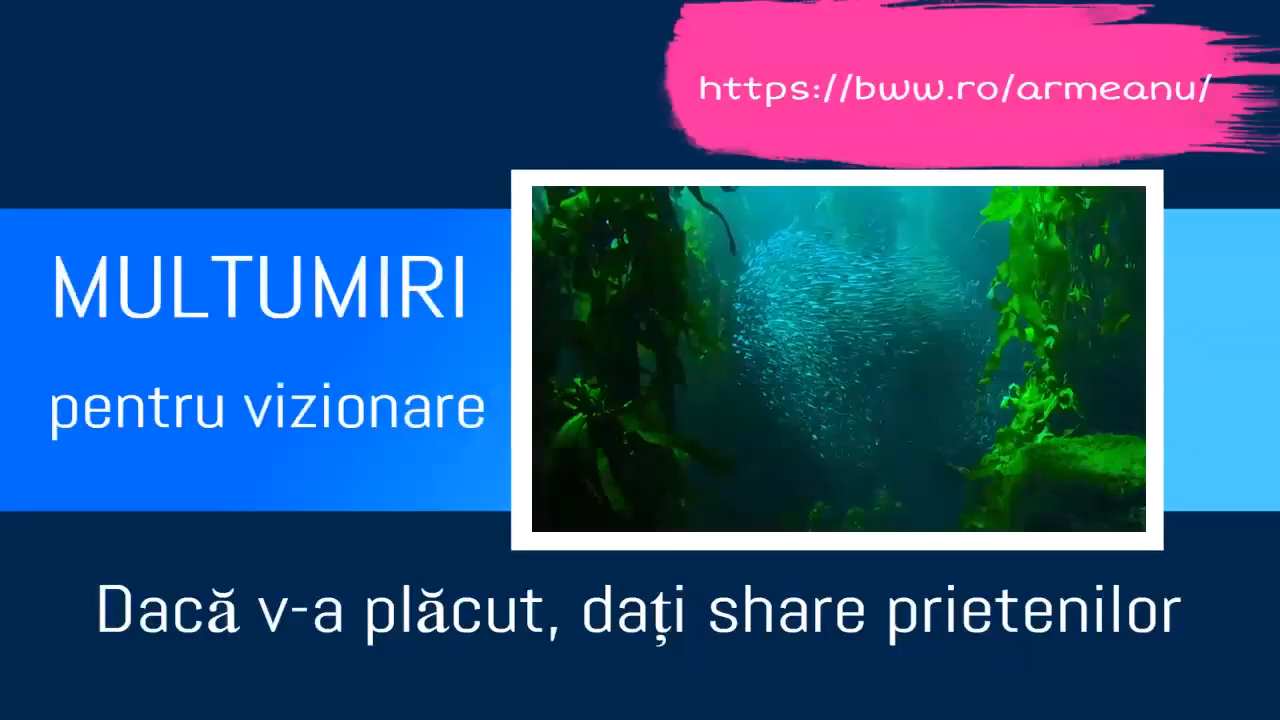 https://bww.ro/armeanu/
MULTUMIRI
pentru vizionare
Dacă v-a plăcut, dați share prietenilor